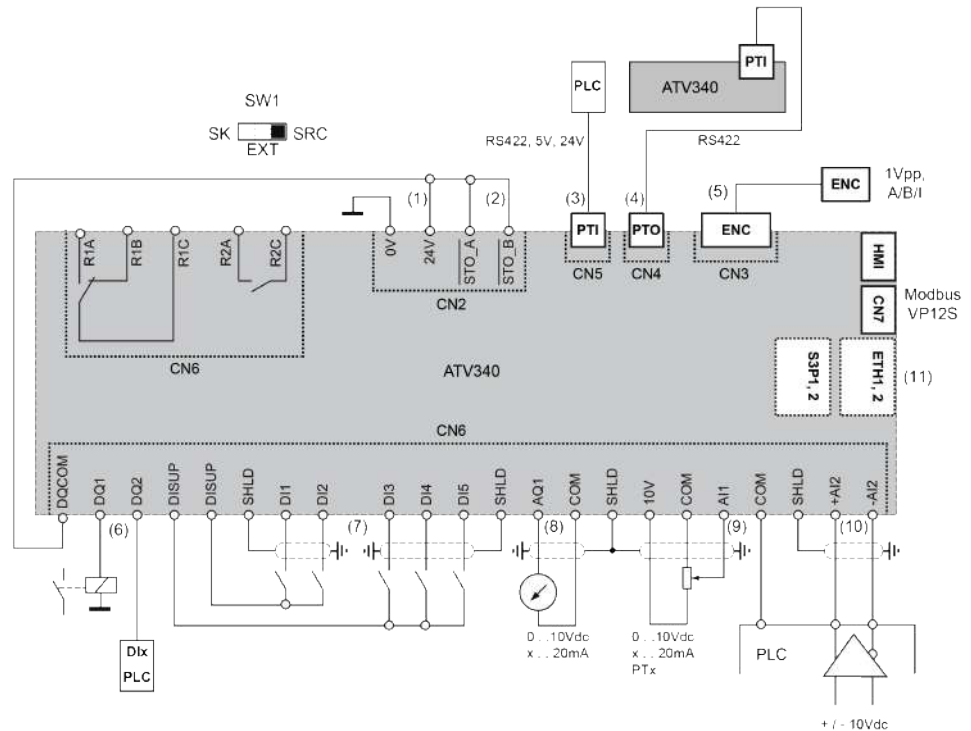 PTI
PLC
ATV340
SW1
SK SRC
EXT
RS422, 5V, 24V
RS422
1Vpp,
A/B/I
ENC
(1) (2) (3) (4) (5)
R1A R1B R1C R2A R2C
0V 24V STO_A STO_B
PTI PTO ENC
CN5 CN4 CN3
HMI
CN2
CN7
Modbus
VP12S
CN6
ATV340
S3P1, 2
ETH1, 2
(11)
CN6
DQCOM DQ1 DQ2 DISUP DISUP SHLD DI1 DI2 DI3 DI4 DI5 SHLD AQ1 COM SHLD 10V COM AI1 COM SHLD +AI2 -AI2
(6) (7) (8) (9) (10)
DIx
PLC
0 . . 10Vdc
x . . 20mA
0 . . 10Vdc
x . . 20mA
PTx
PLC
+ / - 10Vdc